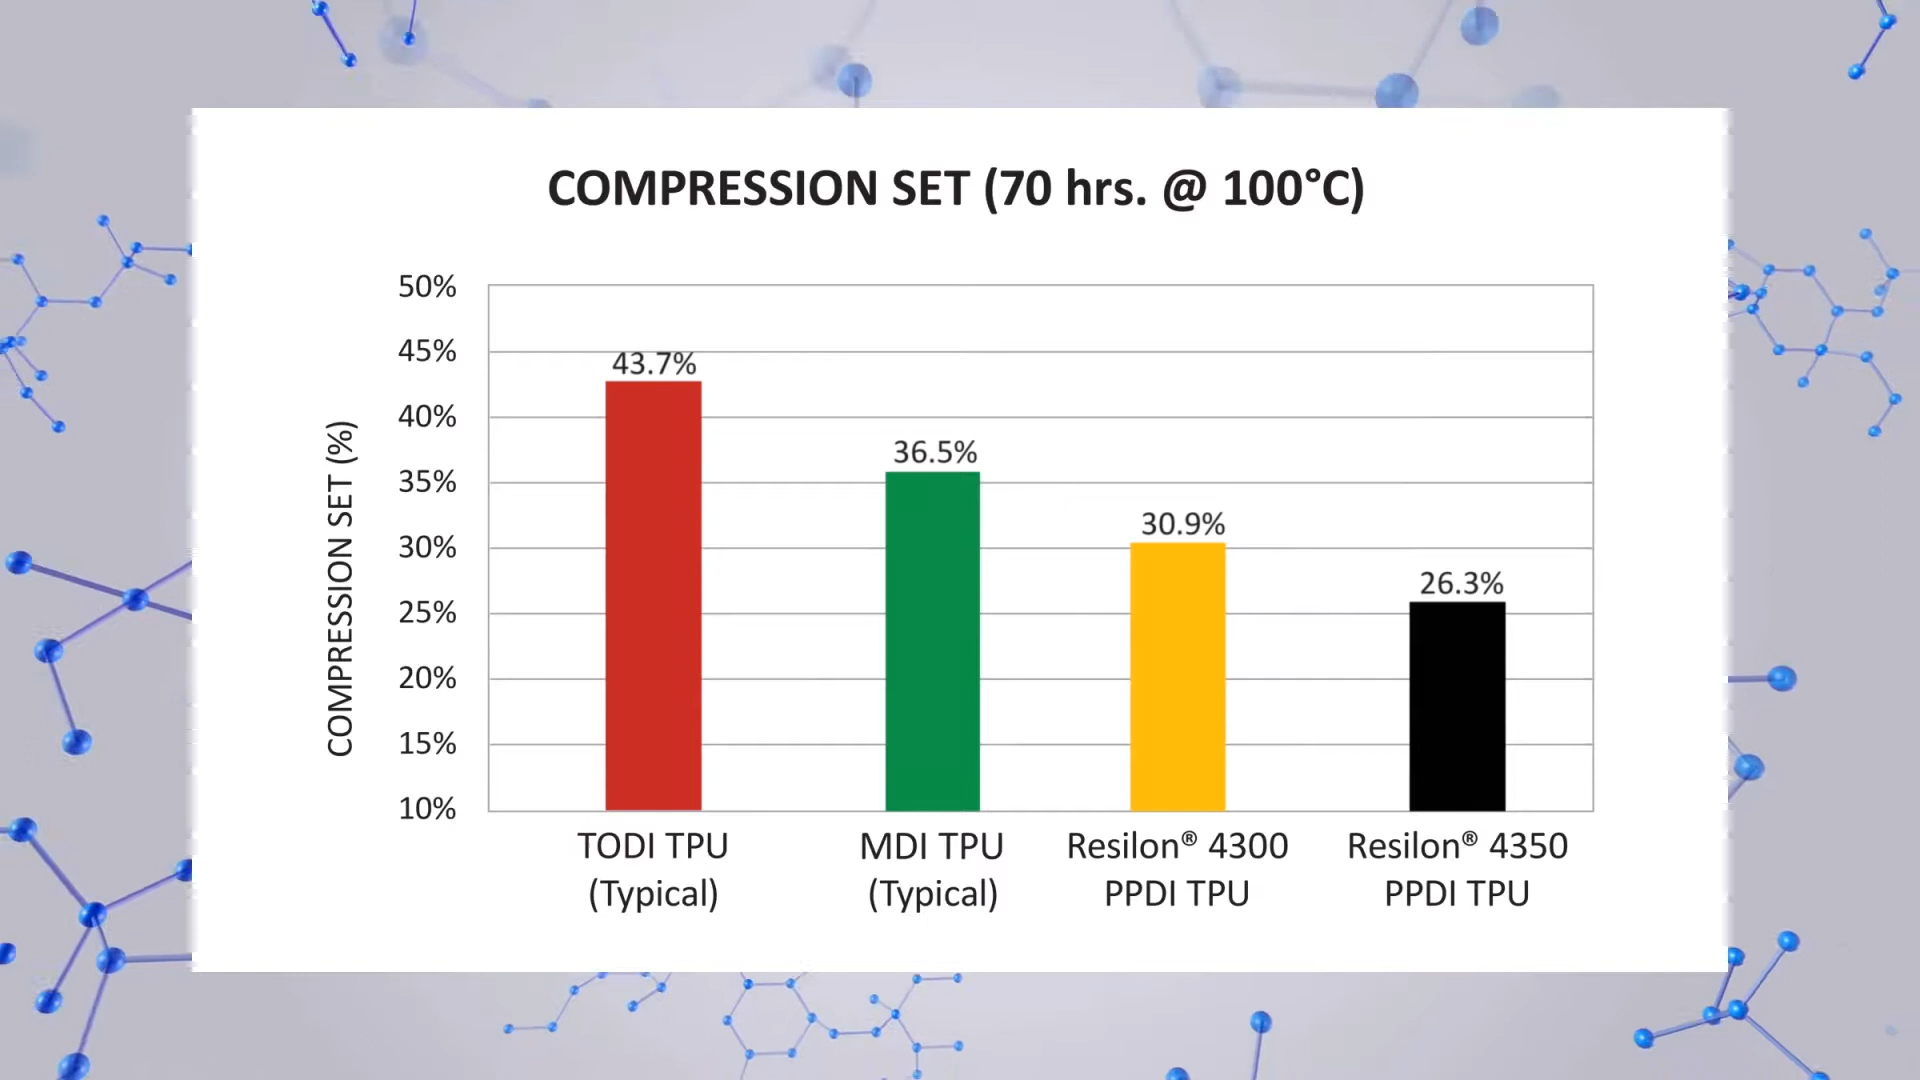 COMPRESSION SET (70 hrs. @ 100°C)
COMPRESSION SET (%)
50%
45%
40%
35%
30%
25%
20%
15%
10%
43.7%
36.5%
30.9%
26.3%
TODI TPU
(Typical)
MDI TPU
(Typical)
Resilon® 4300
PPDI TPU
Resilon® 4350
PPDI TPU